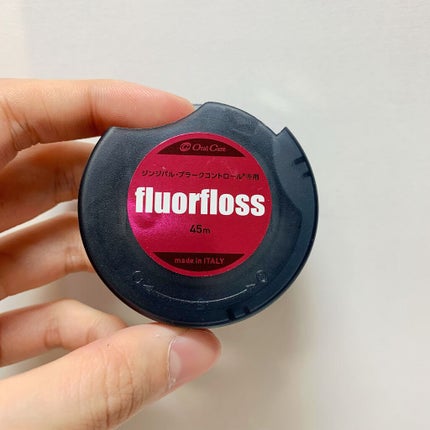 Oral Care
ジンジバル・プラークコントロール®用
fluorfloss
45m
made in ITALY